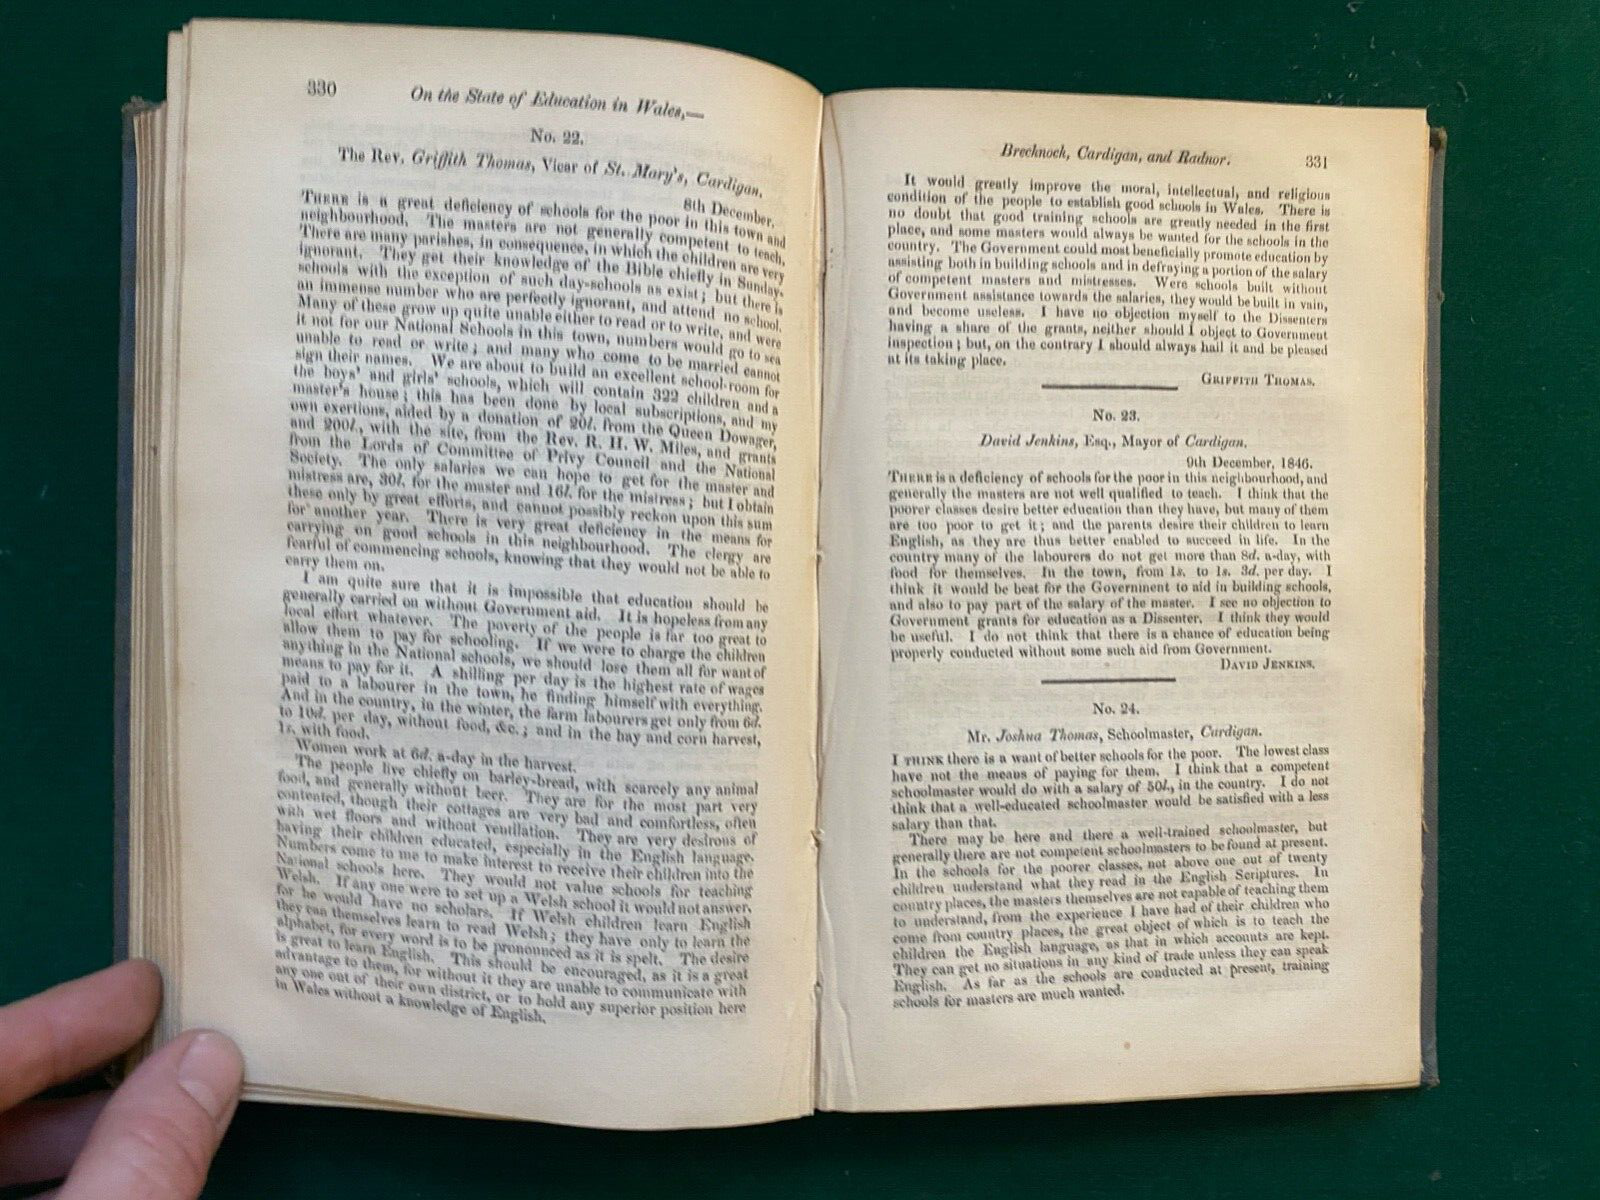 330
On the State of Education in Wales,—
No. 22.
The Rev. Griffith Thomas, Vicar of St. Mary's, Cardigan.
8th December.
THERE is a great deficiency of schools for the poor in this town and
neighbourhood. The masters are not generally competent to teach.
There are many parishes, in consequence, in which the children are very
ignorant. They get their knowledge of the Bible chiefly in Sunday-
schools with the exception of such day-schools as exist; but there is
an immense number who are perfectly ignorant, and attend no school.
Many of these grow up quite unable either to read or to write, and were
it not for our National Schools in this town, numbers would go to sea
unable to read or write; and many who come to be married cannot
sign their names. We are about to build an excellent school-room for
the boys' and girls' schools, which will contain 322 children and a
master's house; this has been done by local subscriptions, and my
own exertions, aided by a donation of 20l. from the Queen Dowager,
and 200l., with the site, from the Rev. R. H. W. Miles, and grants
from the Lords of Committee of Privy Council and the National
Society. The only salaries we can hope to get for the master and
mistress are, 30l. for the master and 16l. for the mistress; but I obtain
these only by great efforts, and cannot possibly reckon upon this sum
for another year. There is very great deficiency in the means for
carrying on good schools in this neighbourhood. The clergy are
fearful of commencing schools, knowing that they would not be able to
carry them on.
I am quite sure that it is impossible that education should be
generally carried on without Government aid. It is hopeless from any
local effort whatever. The poverty of the people is far too great to
allow them to pay for schooling. If we were to charge the children
anything in the National schools, we should lose them all for want of
means to pay for it. A shilling per day is the highest rate of wages
paid to a labourer in the town, he finding himself with everything.
And in the country, in the winter, the farm labourers get only from 6d.
to 10d. per day, without food, &c.; and in the hay and corn harvest,
1s. with food.
Women work at 6d. a-day in the harvest.
The people live chiefly on barley-bread, with scarcely any animal
food, and generally without beer. They are for the most part very
contented, though their cottages are very bad and comfortless, often
with wet floors and without ventilation. They are very desirous of
having their children educated, especially in the English language.
Numbers come to me to make interest to receive their children into the
National schools here. They would not value schools for teaching
Welsh. If any one were to set up a Welsh school it would not answer,
for he would have no scholars. If Welsh children learn English
they can themselves learn to read Welsh; they have only to learn the
alphabet, for every word is to be pronounced as it is spelt. The desire
is great to learn English. This should be encouraged, as it is a great
advantage to them, for without it they are unable to communicate with
any one out of their own district, or to hold any superior position here
in Wales without a knowledge of English.
Brecknock, Cardigan, and Radnor.
331
It would greatly improve the moral, intellectual, and religious
condition of the people to establish good schools in Wales. There is
no doubt that good training schools are greatly needed in the first
place, and some masters would always be wanted for the schools in the
country. The Government could most beneficially promote education by
assisting both in building schools and in defraying a portion of the salary
of competent masters and mistresses. Were schools built without
Government assistance towards the salaries, they would be built in vain,
and become useless. I have no objection myself to the Dissenters
having a share of the grants, neither should I object to Government
inspection; but, on the contrary I should always hail it and be pleased
at its taking place.
GRIFFITH THOMAS.
No. 23.
David Jenkins, Esq., Mayor of Cardigan.
9th December, 1846.
THERE is a deficiency of schools for the poor in this neighbourhood, and
generally the masters are not well qualified to teach. I think that the
poorer classes desire better education than they have, but many of them
are too poor to get it; and the parents desire their children to learn
English, as they are thus better enabled to succeed in life. In the
country many of the labourers do not get more than 8d. a-day, with
food for themselves. In the town, from 1s. to 1s. 3d. per day. I
think it would be best for the Government to aid in building schools,
and also to pay part of the salary of the master. I see no objection to
Government grants for education as a Dissenter. I think they would
be useful. I do not think that there is a chance of education being
properly conducted without some such aid from Government.
DAVID JENKINS.
No. 24.
Mr. Joshua Thomas, Schoolmaster, Cardigan.
I THINK there is a want of better schools for the poor. The lowest class
have not the means of paying for them. I think that a competent
schoolmaster would do with a salary of 50l., in the country. I do not
think that a well-educated schoolmaster would be satisfied with a less
salary than that.
There may be here and there a well-trained schoolmaster, but
generally there are not competent schoolmasters to be found at present.
In the schools for the poorer classes, not above one out of twenty
children understand what they read in the English Scriptures. In
country places, the masters themselves are not capable of teaching them
to understand, from the experience I have had of their children who
come from country places, the great object of which is to teach the
children the English language, as that in which accounts are kept.
They can get no situations in any kind of trade unless they can speak
English. As far as the schools are conducted at present, training
schools for masters are much wanted.